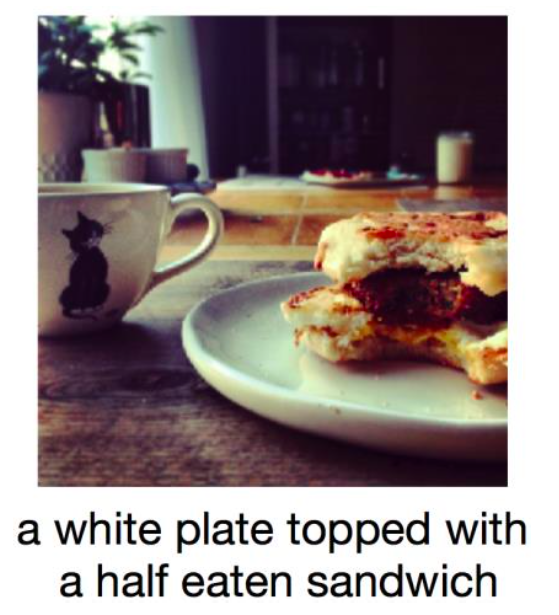 a white plate topped with
a half eaten sandwich